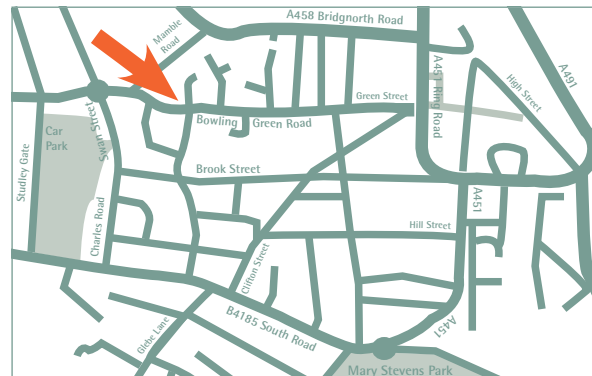 A458 Bridgnorth Road
Mamble
Road
A491
A451 Ring Road
High Street
Green Street
Swan Street
Bowling
Green Road
Car
Park
Studley Gate
Brook Street
A451
Charles Road
Hill Street
Clifton Street
B4185 South Road
A451
Glebe Lane
Mary Stevens Park